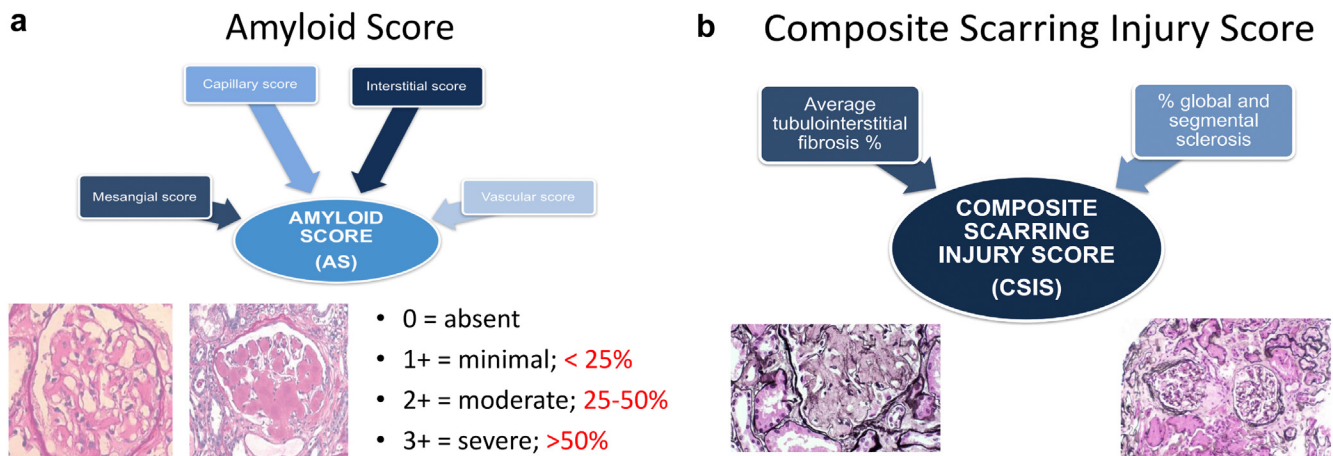 a
Amyloid Score
Capillary score
Interstitial score
Mesangial score
Vascular score
AMYLOID
SCORE
(AS)
• 0 = absent
• 1+ = minimal; < 25%
• 2+ = moderate; 25-50%
• 3+ = severe; >50%
b
Composite Scarring Injury Score
Average
tubulointerstitial
fibrosis %
% global and
segmental
sclerosis
COMPOSITE
SCARRING
INJURY SCORE
(CSIS)